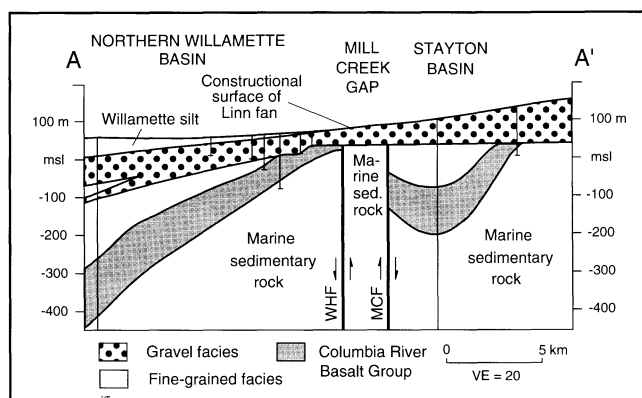 A
NORTHERN WILLAMETTE
BASIN
MILL
CREEK
GAP
STAYTON
BASIN
A'
Constructional
surface of
Linn fan
Willamette silt
100 m
msl
-100
-200
-300
-400
100 m
msl
-100
-200
-300
-400
Ma-
rine
sed.
rock
Marine
sedimentary
rock
Marine
sedimentary
rock
WHF
MCF
Gravel facies
Fine-grained facies
Columbia River
Basalt Group
0
5 km
VE = 20